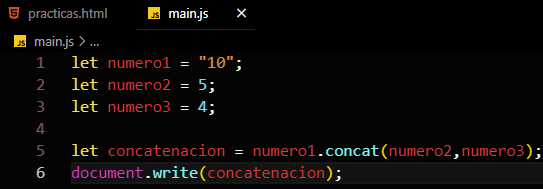 practicas.html main.js ×
JS main.js > ...
1 let numero1 = "10";
2 let numero2 = 5;
3 let numero3 = 4;
4
5 let concatenacion = numero1.concat(numero2,numero3);
6 document.write(concatenacion);